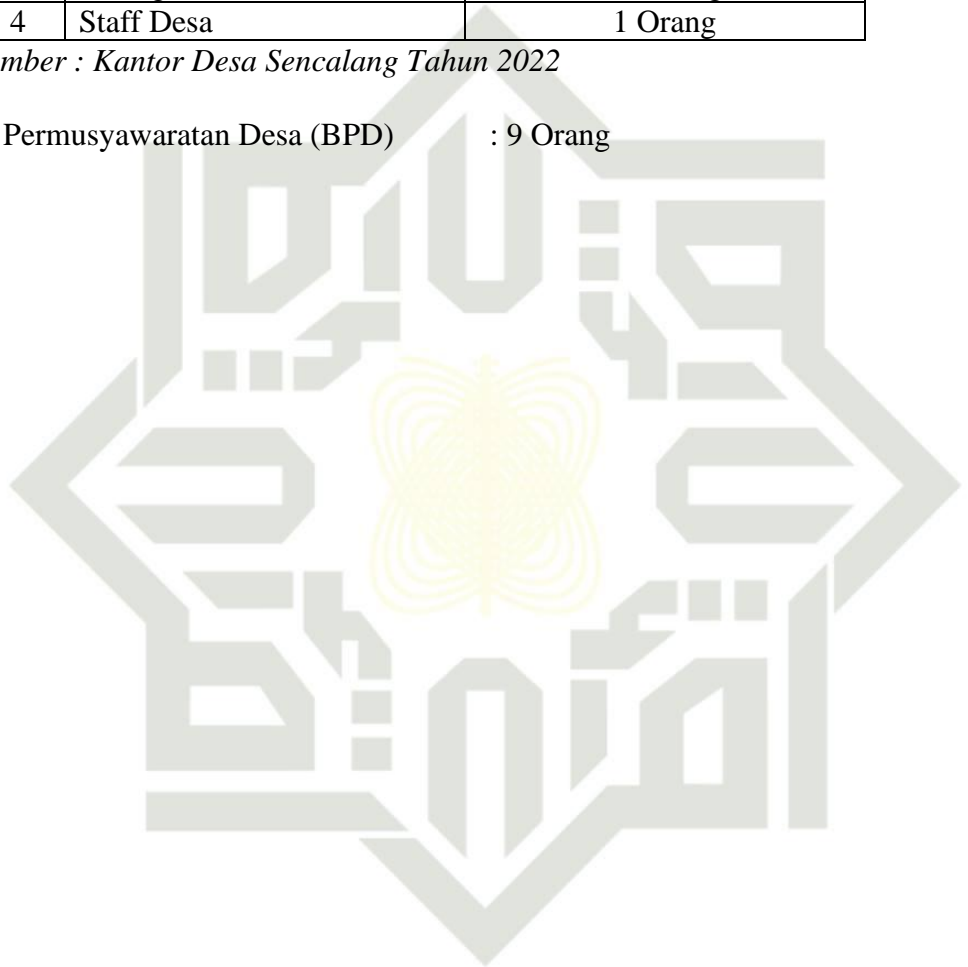 4 Staff Desa 1 Orang
mber : Kantor Desa Sencalang Tahun 2022
Permusyawaratan Desa (BPD) : 9 Orang